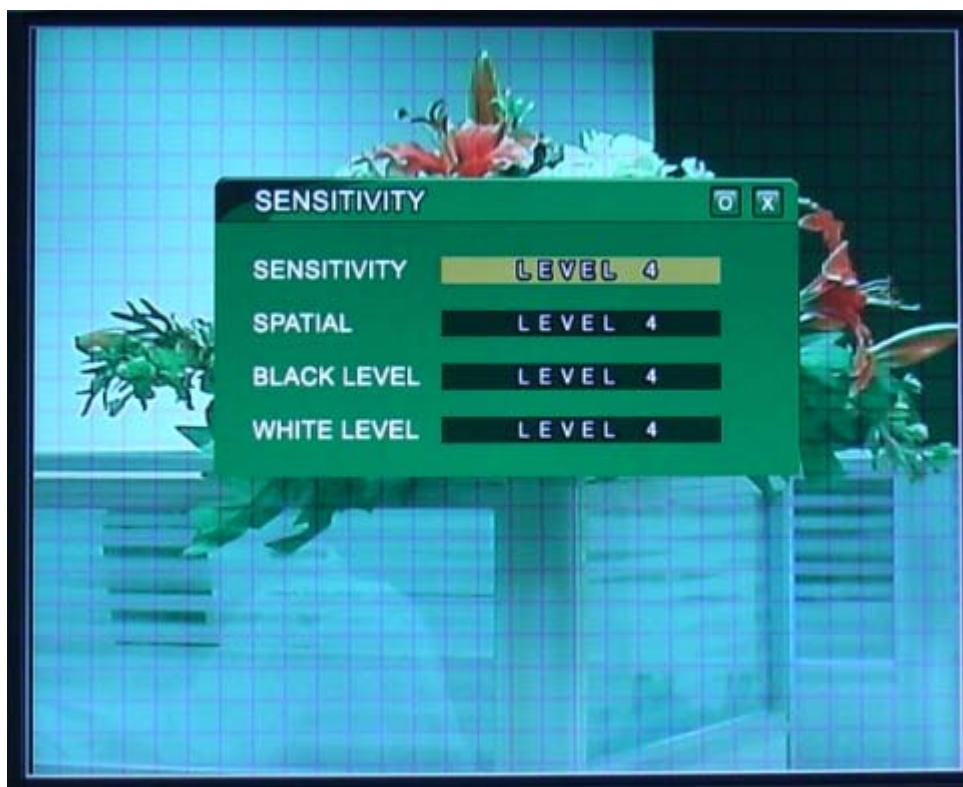 SENSITIVITY O X
SENSITIVITY LEVEL 4
SPATIAL LEVEL 4
BLACK LEVEL LEVEL 4
WHITE LEVEL LEVEL 4